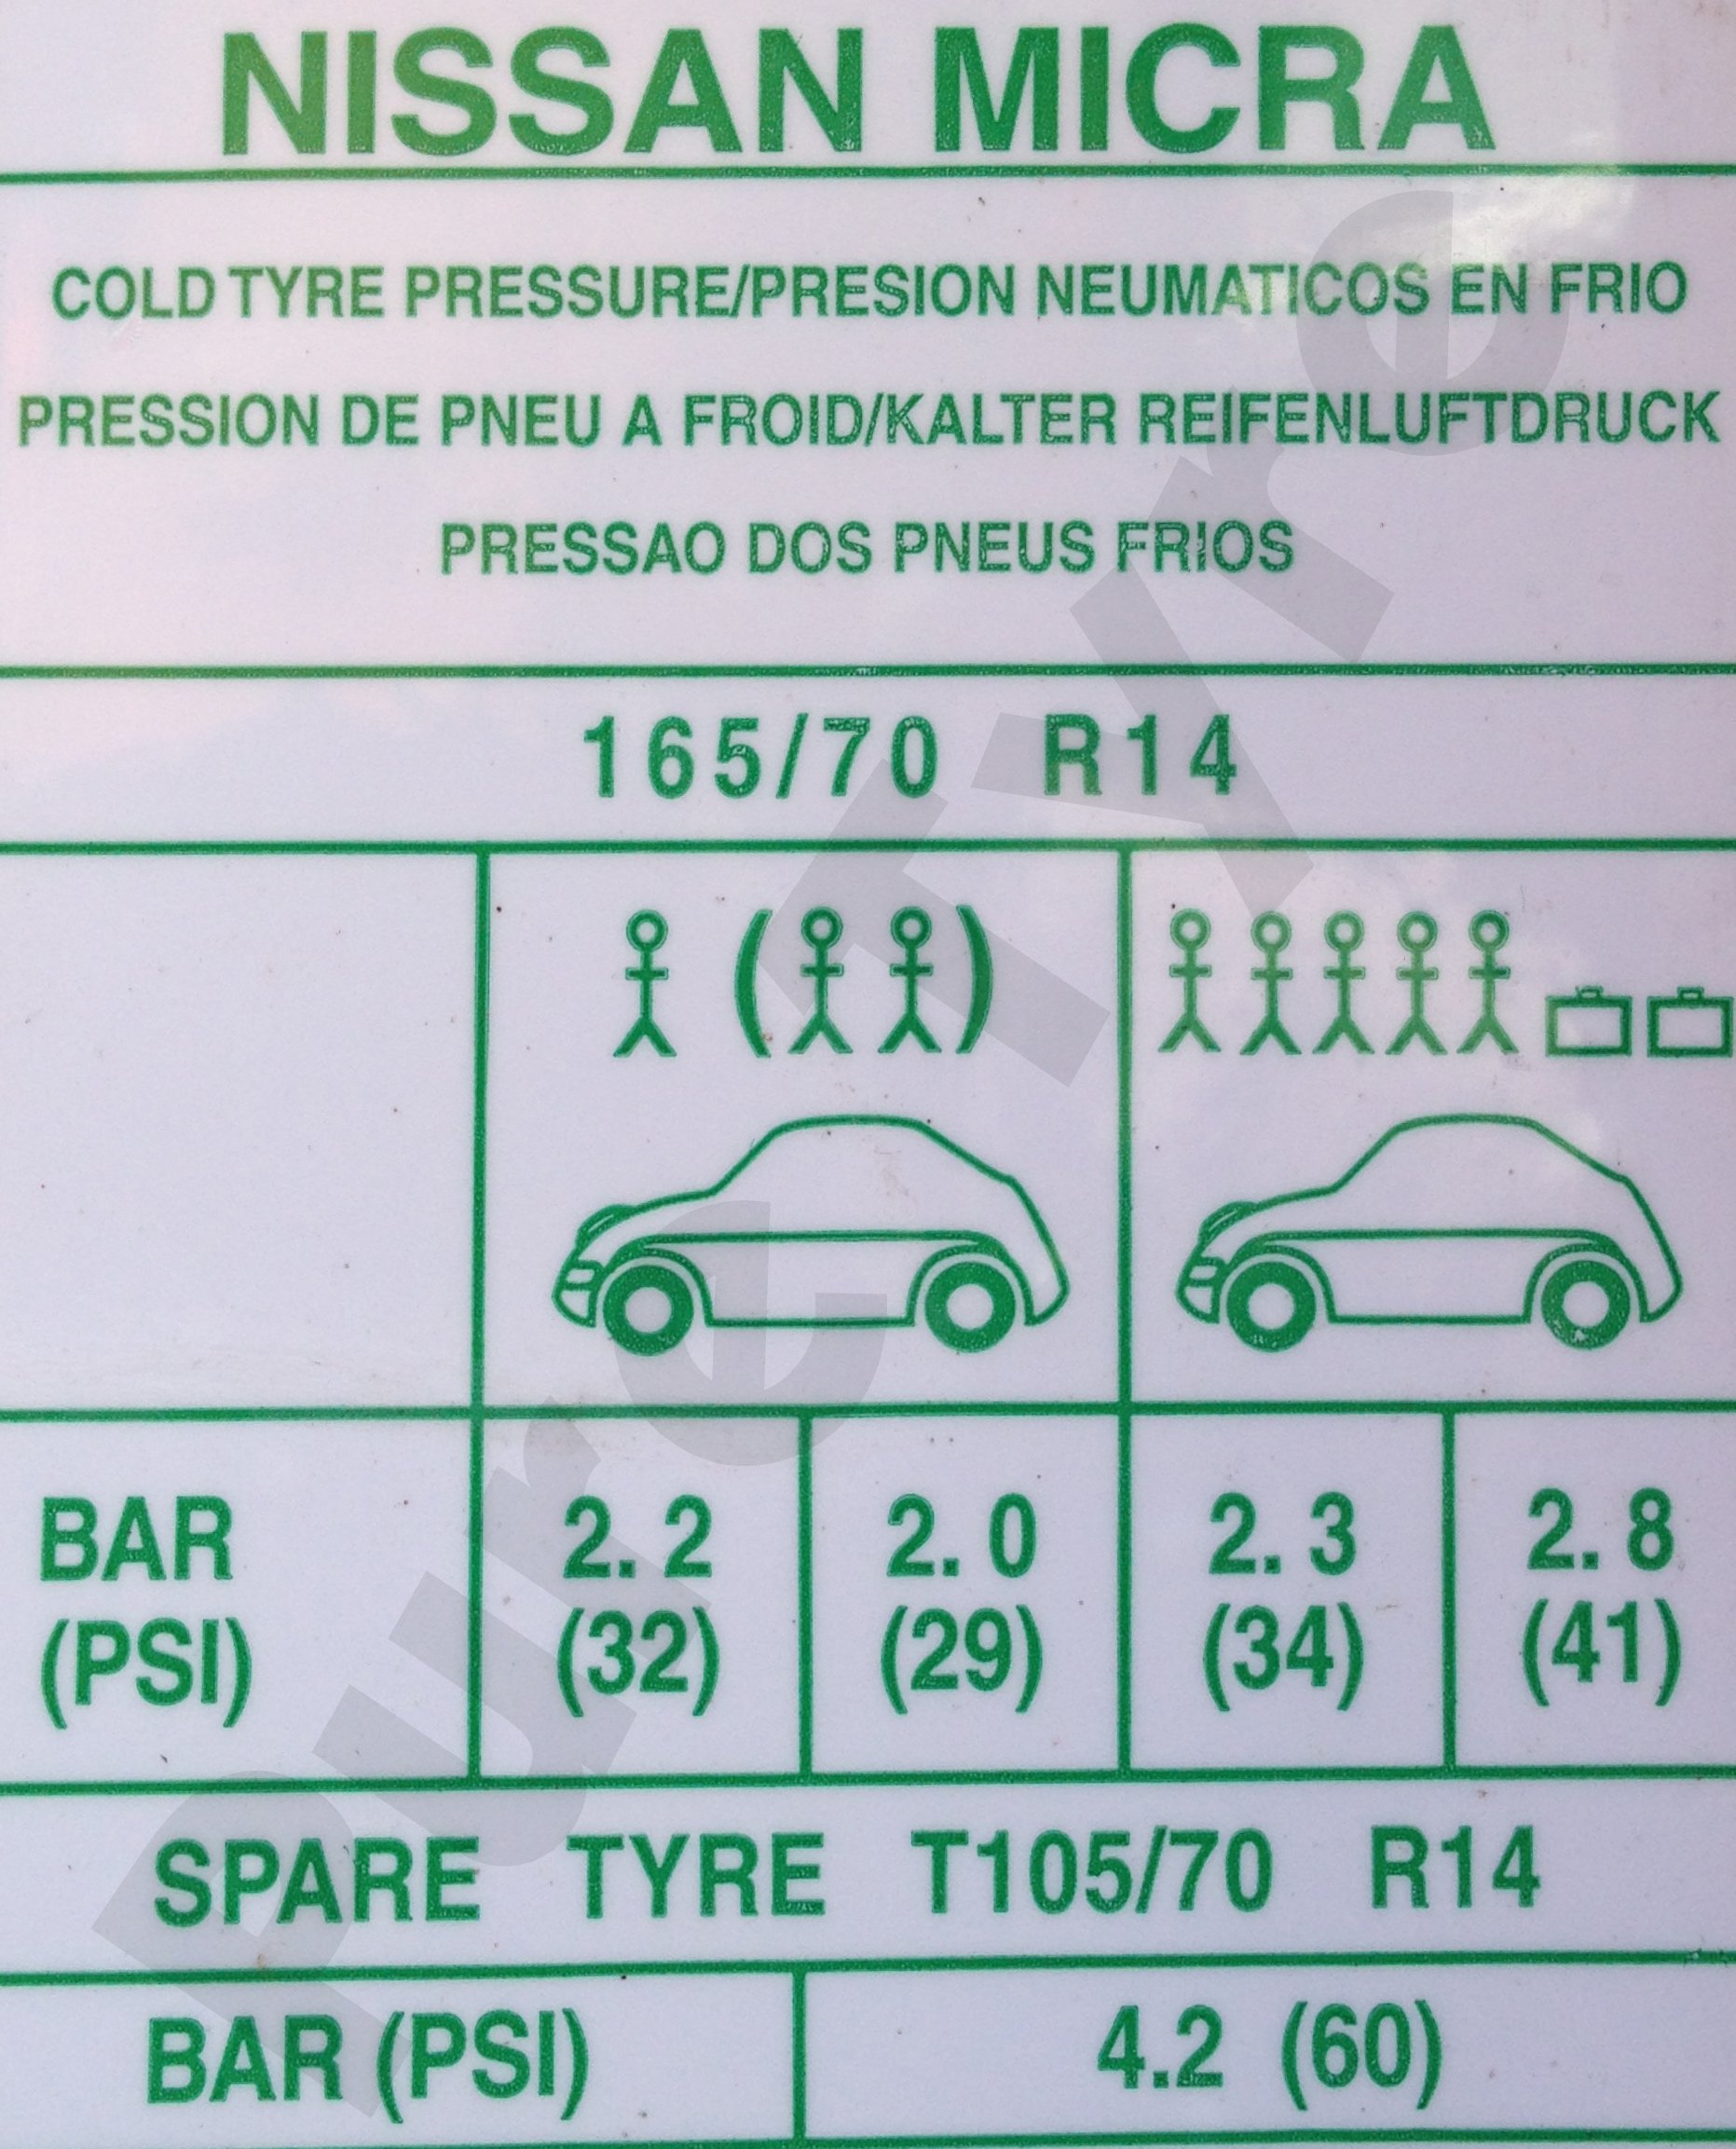 NISSAN MICRA
COLD TYRE PRESSURE/PRESION NEUMATICOS EN FRIO
PRESSION DE PNEU A FROID/KALTER REIFENLUFTDRUCK
PRESSAO DOS PNEUS FRIOS
165/70 R14
BAR 2.2 2.0 2.3 2.8
(PSI) (32) (29) (34) (41)
SPARE TYRE T105/70 R14
BAR (PSI) 4.2 (60)
Pure Tyre